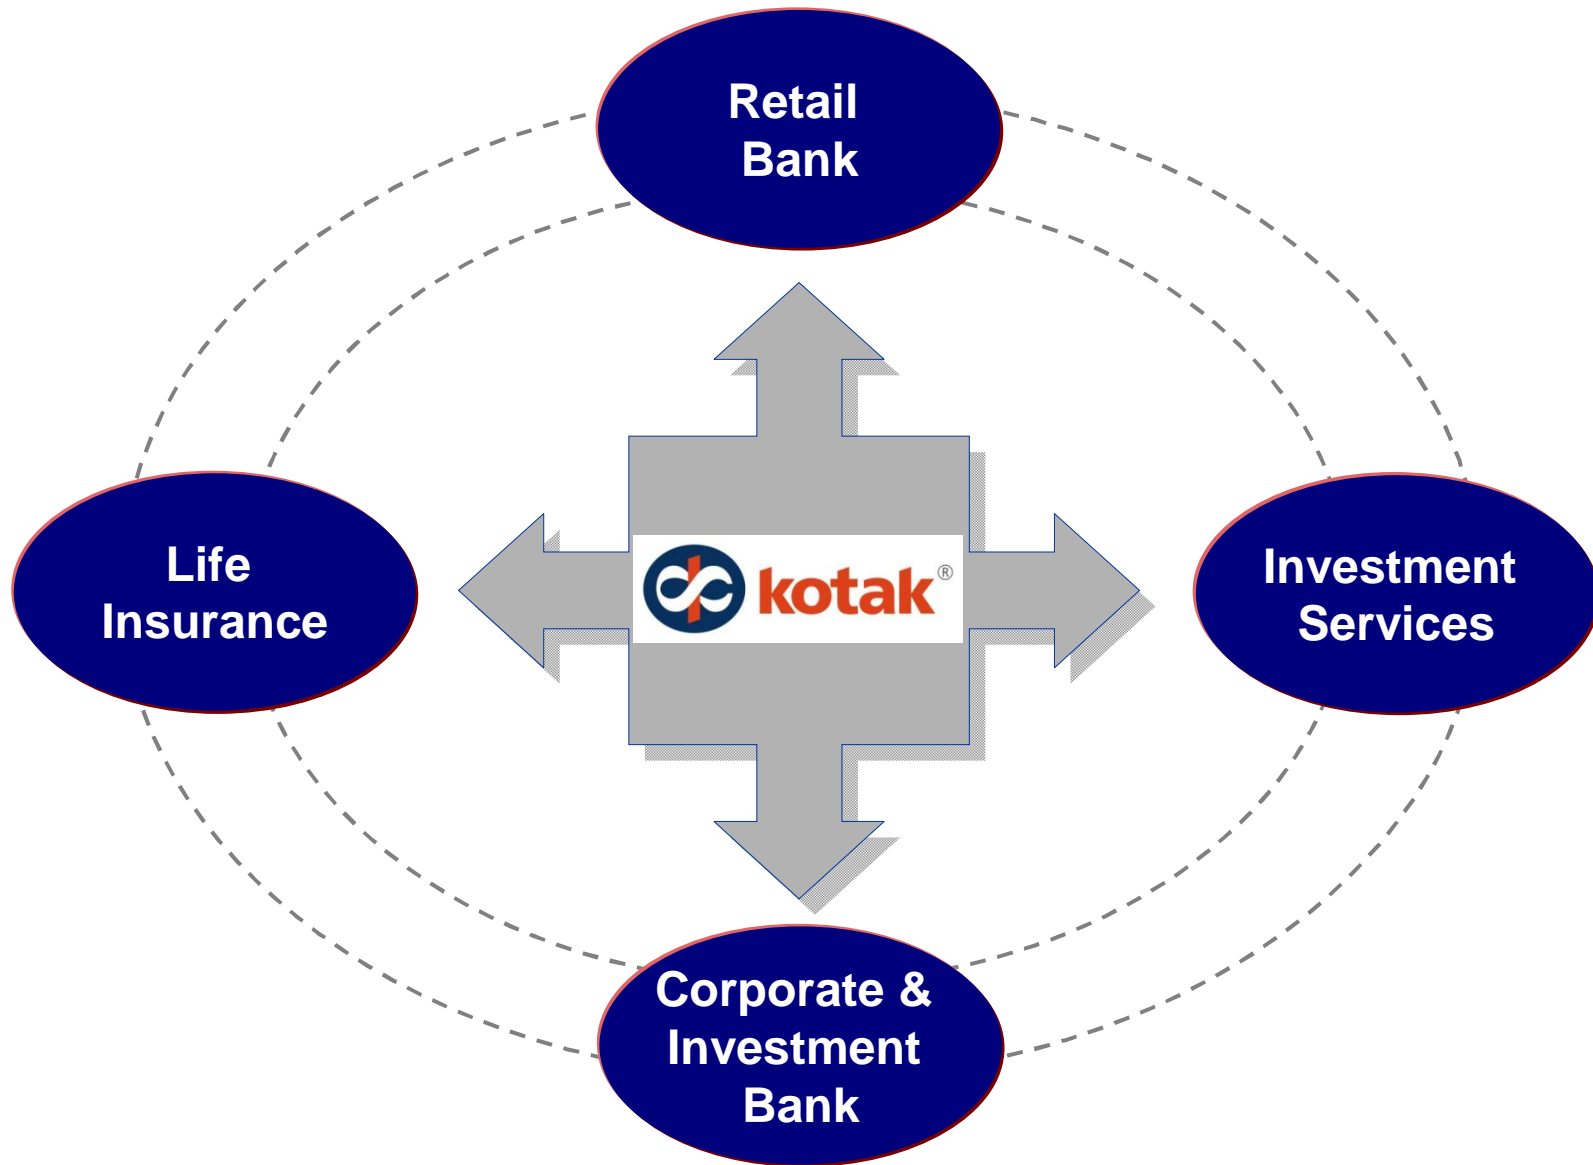 Retail
Bank
Life
Insurance
kotak®
Investment
Services
Corporate &
Investment
Bank